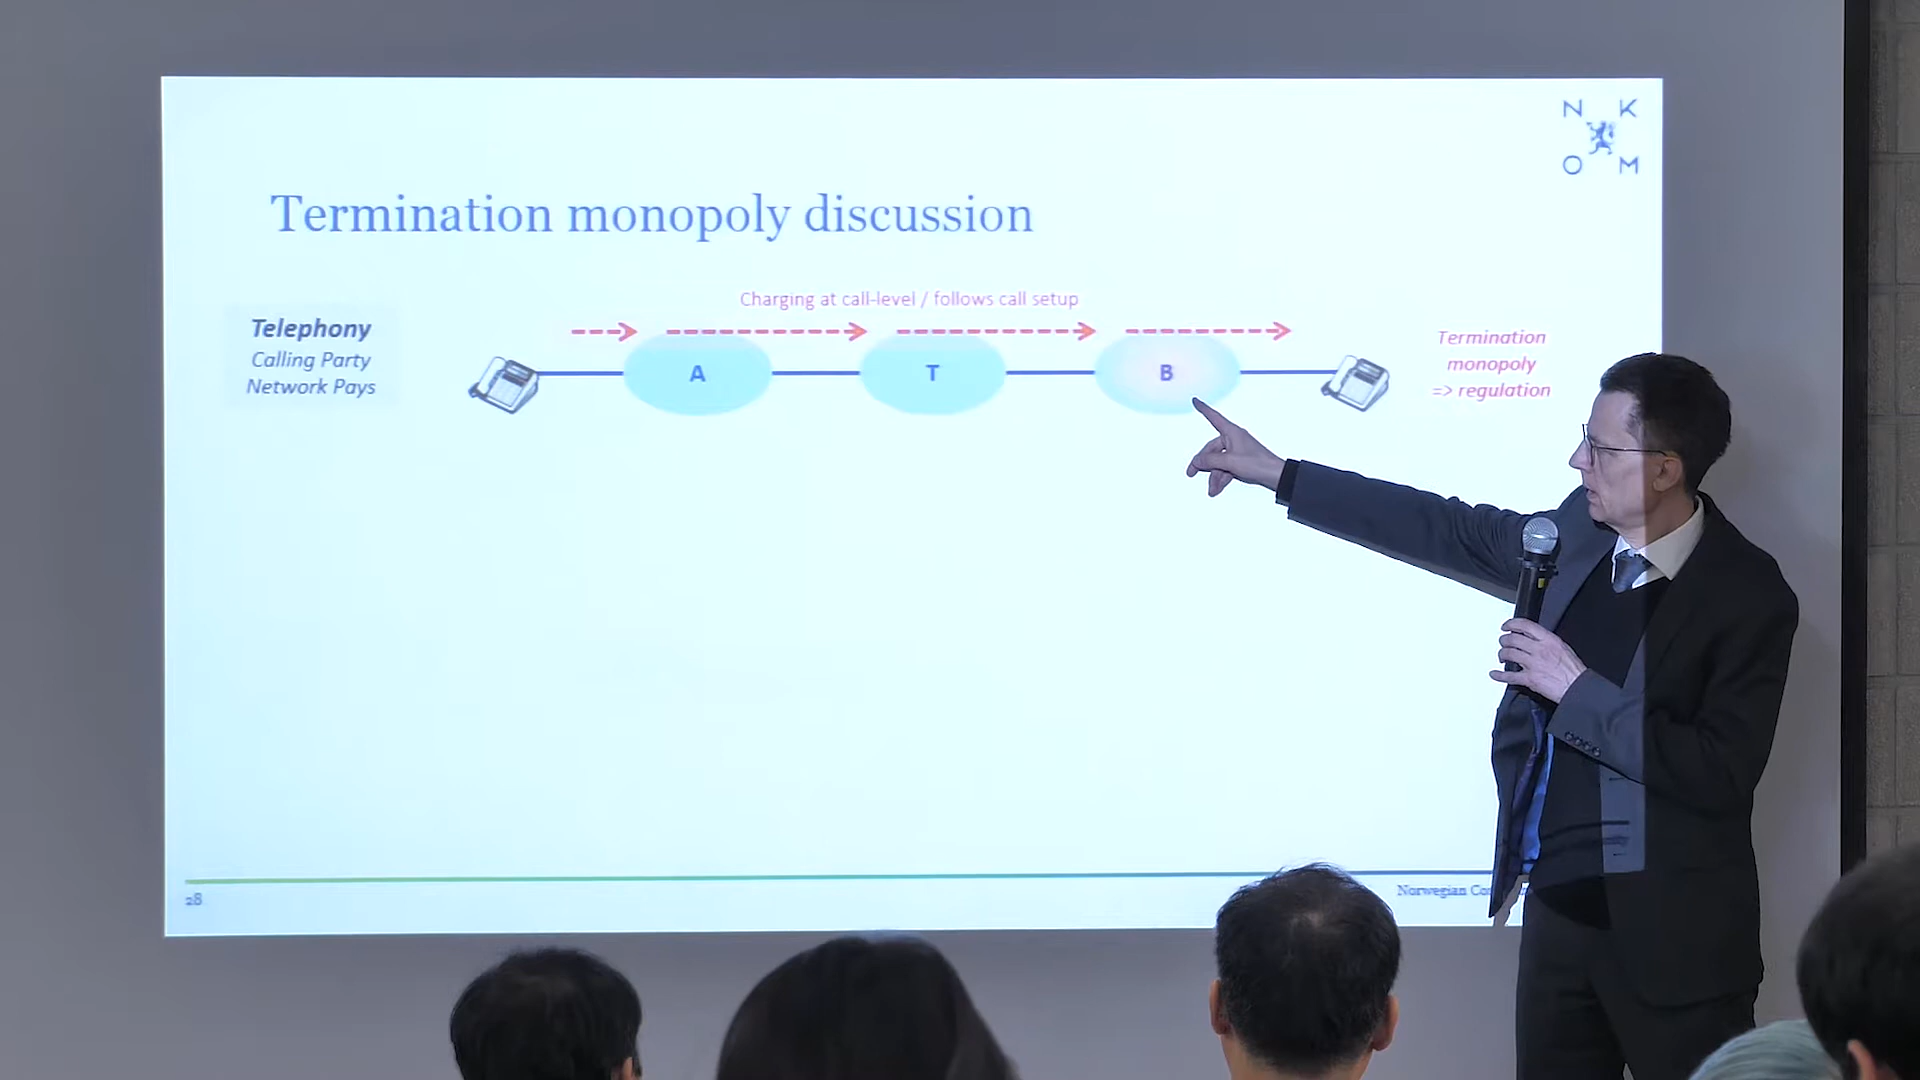 N K
O M
Termination monopoly discussion
Charging at call-level / follows call setup
Telephony
Calling Party
Network Pays
A
T
B
Termination
monopoly
=> regulation
28
Norwegian